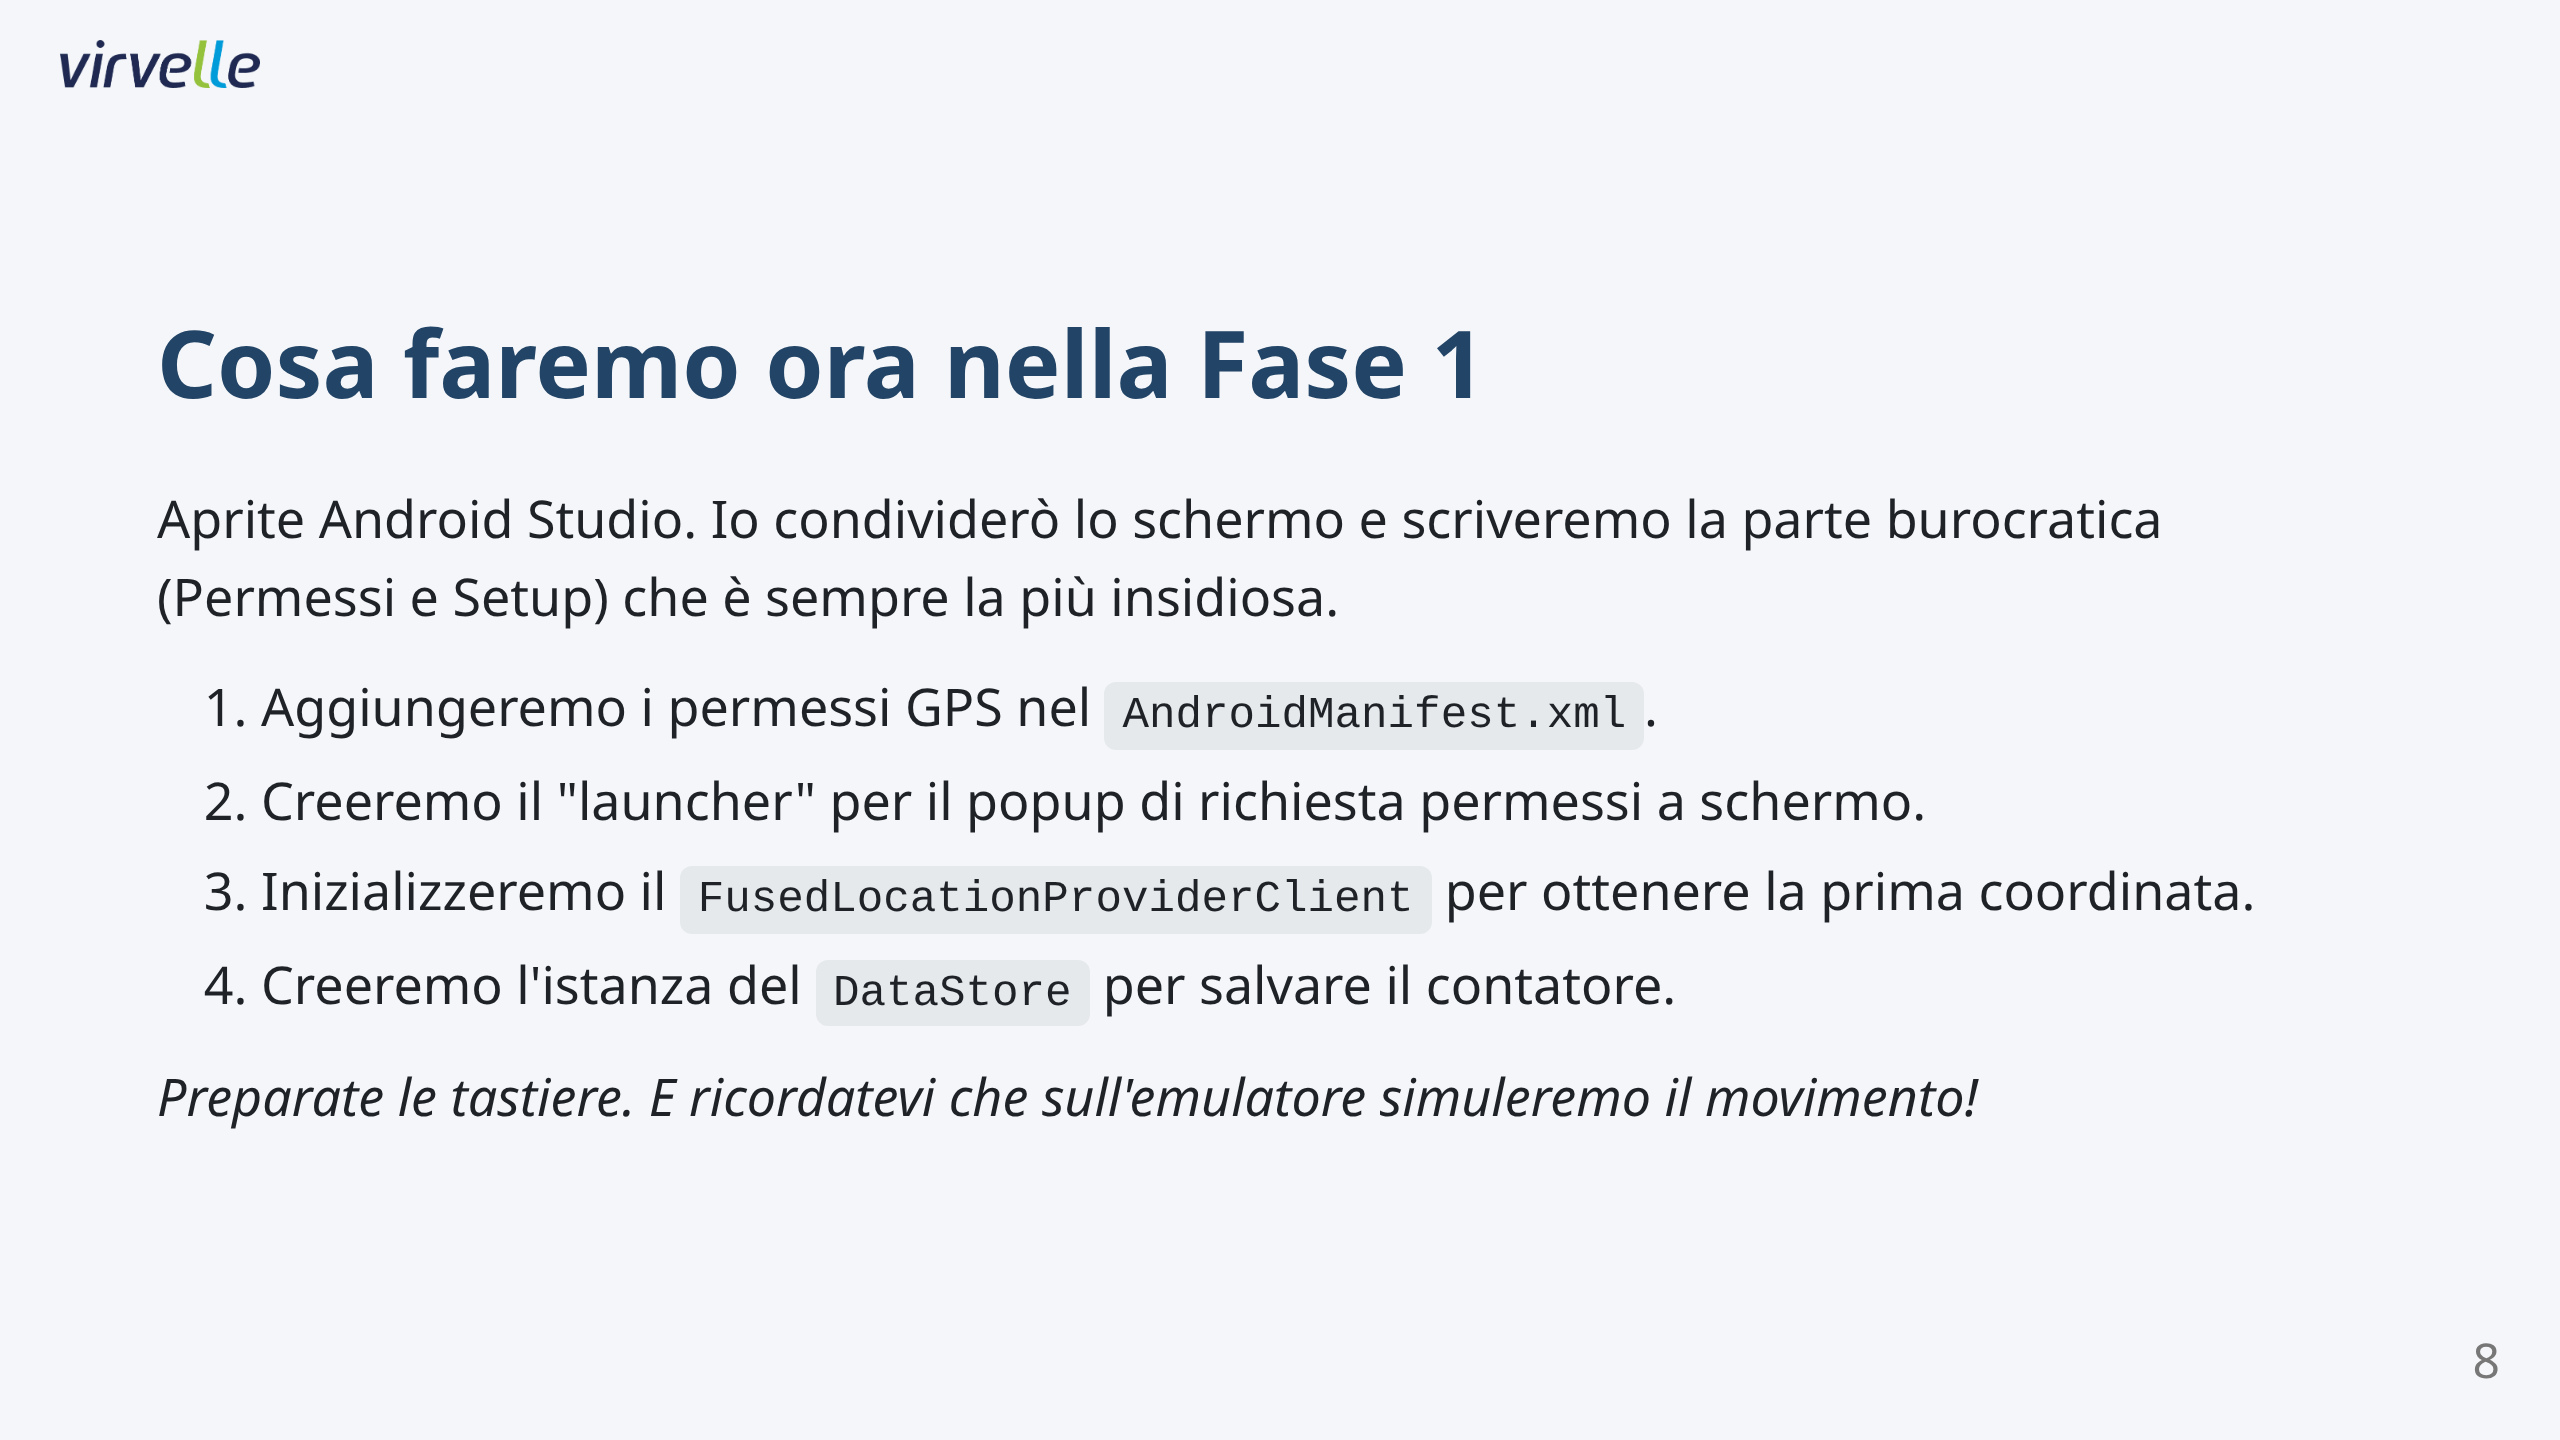 virvelle
Cosa faremo ora nella Fase 1
Aprite Android Studio. Io condividerò lo schermo e scriveremo la parte burocratica
(Permessi e Setup) che è sempre la più insidiosa.
1. Aggiungeremo i permessi GPS nel AndroidManifest.xml.
2. Creeremo il "launcher" per il popup di richiesta permessi a schermo.
3. Inizializzeremo il FusedLocationProviderClient per ottenere la prima coordinata.
4. Creeremo l'istanza del DataStore per salvare il contatore.
Preparate le tastiere. E ricordatevi che sull'emulatore simuleremo il movimento!
8